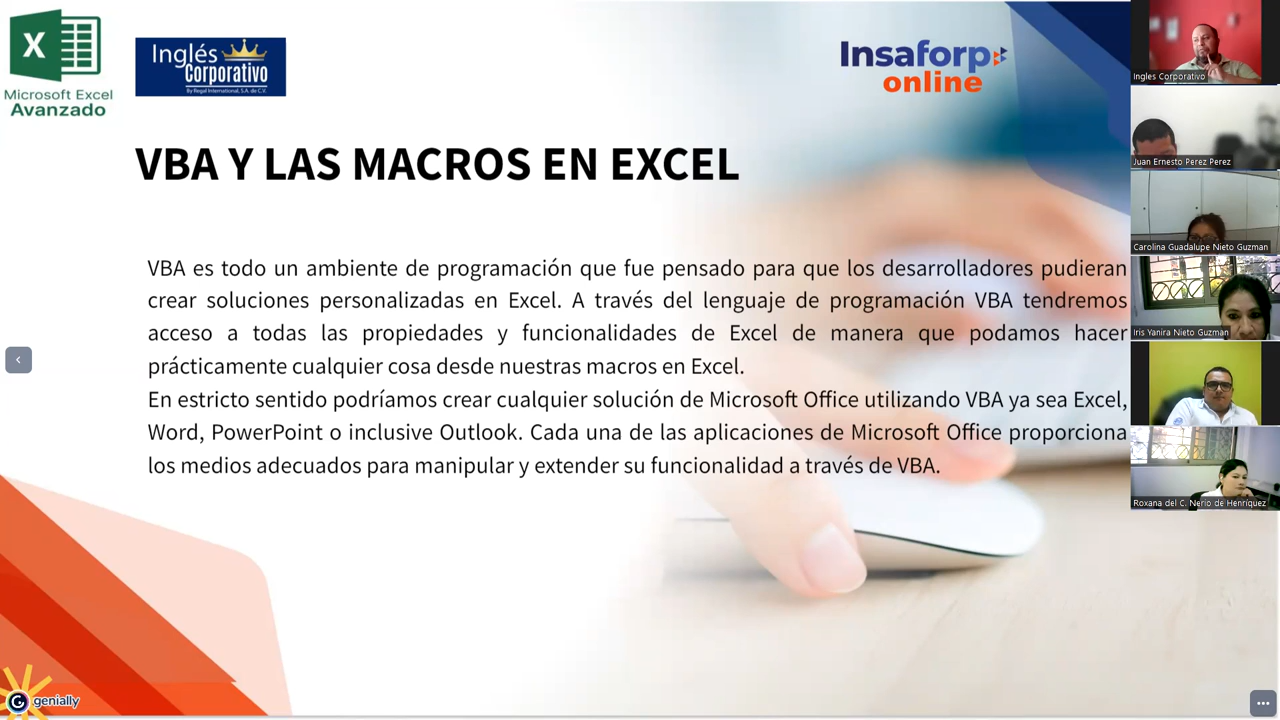 Microsoft Excel
Avanzado
Inglés
Corporativo
By Regal International, S.A. de C.V.
Insaforp
online
VBA Y LAS MACROS EN EXCEL
VBA es todo un ambiente de programación que fue pensado para que los desarrolladores pudieran
crear soluciones personalizadas en Excel. A través del lenguaje de programación VBA tendremos
acceso a todas las propiedades y funcionalidades de Excel de manera que podamos hacer
prácticamente cualquier cosa desde nuestras macros en Excel.
En estricto sentido podríamos crear cualquier solución de Microsoft Office utilizando VBA ya sea Excel,
Word, PowerPoint o inclusive Outlook. Cada una de las aplicaciones de Microsoft Office proporciona
los medios adecuados para manipular y extender su funcionalidad a través de VBA.
genially
Ingles Corporativo
Juan Ernesto Perez Perez
Carolina Guadalupe Nieto Guzman
Iris Yanira Nieto Guzmán
Roxana del C. Nerio de Henríquez